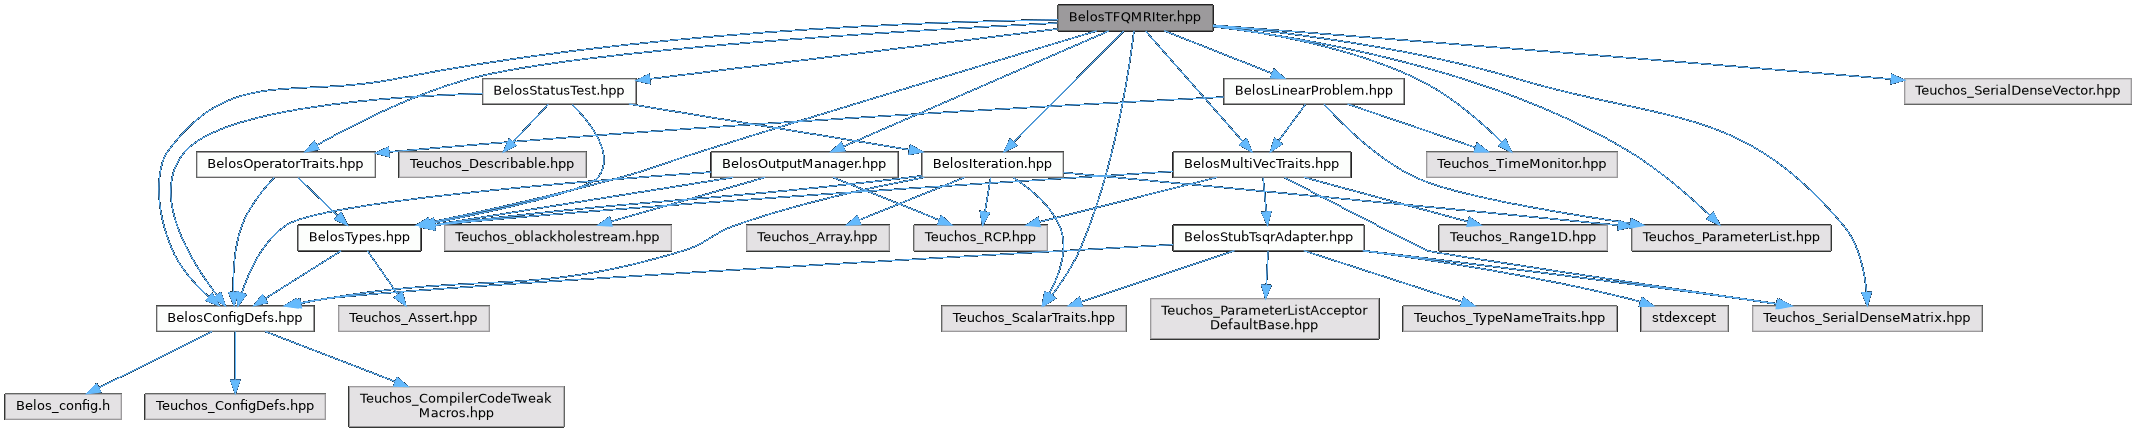 BelosTFQMRIter.hpp
BelosStatusTest.hpp
BelosLinearProblem.hpp
Teuchos_SerialDenseVector.hpp
BelosOperatorTraits.hpp
Teuchos_Describable.hpp
BelosOutputManager.hpp
BelosIteration.hpp
BelosMultiVecTraits.hpp
Teuchos_TimeMonitor.hpp
BelosTypes.hpp
Teuchos_oblackholestream.hpp
Teuchos_Array.hpp
Teuchos_RCP.hpp
BelosStubTsqrAdapter.hpp
Teuchos_Range1D.hpp
Teuchos_ParameterList.hpp
BelosConfigDefs.hpp
Teuchos_Assert.hpp
Teuchos_ScalarTraits.hpp
Teuchos_ParameterListAcceptor
DefaultBase.hpp
Teuchos_TypeNameTraits.hpp
stdexcept
Teuchos_SerialDenseMatrix.hpp
Belos_config.h
Teuchos_ConfigDefs.hpp
Teuchos_CompilerCodeTweak
Macros.hpp